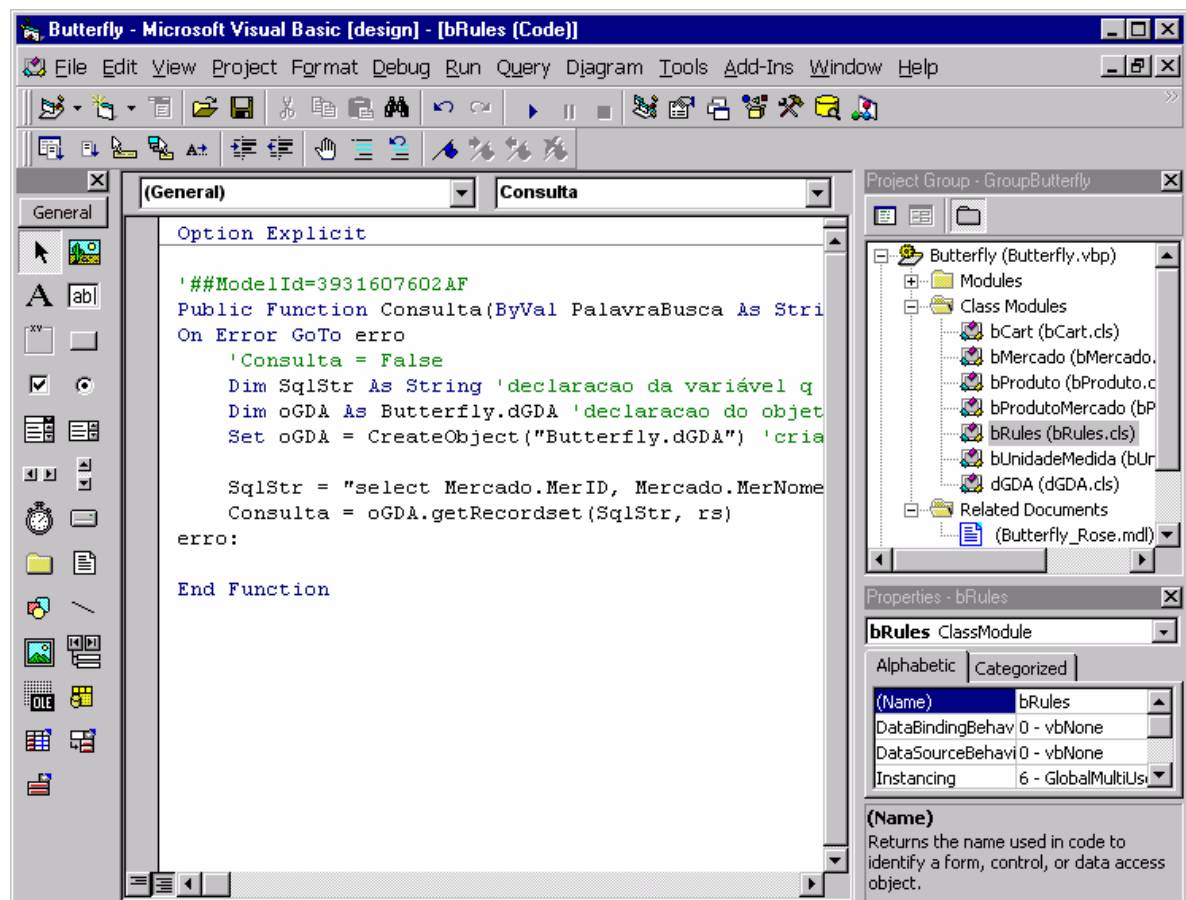 Butterfly - Microsoft Visual Basic [design] - [bRules (Code)]
File Edit View Project Format Debug Run Query Diagram Tools Add-Ins Window Help
General
A ab|
xv
OLE
(General) Consulta
Option Explicit
'##ModelId=3931607602AF
Public Function Consulta(ByVal PalavraBusca As Stri
On Error GoTo erro
'Consulta = False
Dim SqlStr As String 'declaracao da variável q
Dim oGDA As Butterfly.dGDA 'declaracao do objet
Set oGDA = CreateObject("Butterfly.dGDA") 'cria
SqlStr = "select Mercado.MerID, Mercado.MerNome
Consulta = oGDA.getRecordset(SqlStr, rs)
erro:
End Function
Project Group - GroupButterfly
Butterfly (Butterfly.vbp)
Modules
Class Modules
bCart (bCart.cls)
bMercado (bMercado.
bProduto (bProduto.c
bProdutoMercado (bP
bRules (bRules.cls)
bUnidadeMedida (bUr
dGDA (dGDA.cls)
Related Documents
(Butterfly_Rose.mdl)
Properties - bRules
bRules ClassModule
Alphabetic Categorized
(Name) bRules
DataBindingBehav 0 - vbNone
DataSourceBehavi 0 - vbNone
Instancing 6 - GlobalMultiUs
(Name)
Returns the name used in code to
identify a form, control, or data access
object.